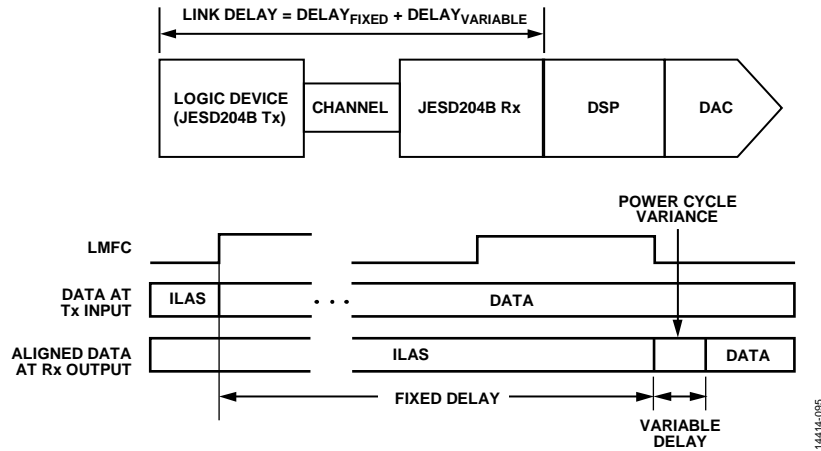 LINK DELAY = DELAYFIXED + DELAYVARIABLE
LOGIC DEVICE
(JESD204B Tx)
CHANNEL
JESD204B Rx
DSP
DAC
POWER CYCLE
VARIANCE
LMFC
DATA AT
Tx INPUT
ILAS
. . .
DATA
ALIGNED DATA
AT Rx OUTPUT
ILAS
DATA
FIXED DELAY
VARIABLE
DELAY
14414-095